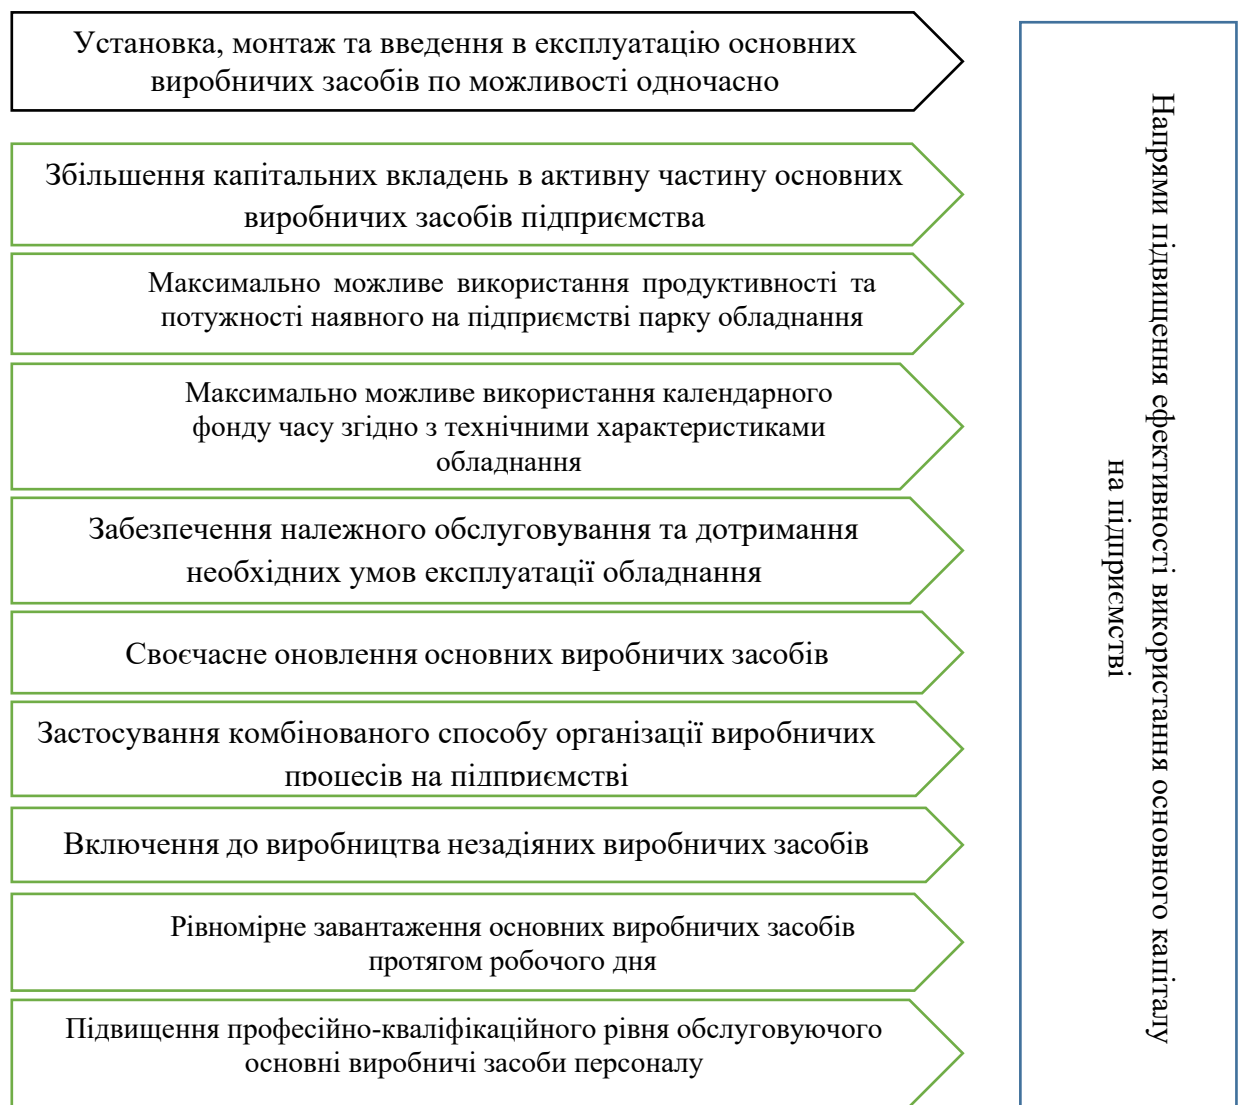 Установка, монтаж та введення в експлуатацію основних
виробничих засобів по можливості одночасно
Збільшення капітальних вкладень в активну частину основних
виробничих засобів підприємства
Максимально можливе використання продуктивності та
потужності наявного на підприємстві парку обладнання
Максимально можливе використання календарного
фонду часу згідно з технічними характеристиками
обладнання
Забезпечення належного обслуговування та дотримання
необхідних умов експлуатації обладнання
Своєчасне оновлення основних виробничих засобів
Застосування комбінованого способу організації виробничих
процесів на підприємстві
Включення до виробництва незадіяних виробничих засобів
Рівномірне завантаження основних виробничих засобів
протягом робочого дня
Підвищення професійно-кваліфікаційного рівня обслуговуючого
основні виробничі засоби персоналу
Напрями підвищення ефективності використання основного капіталу
на підприємстві